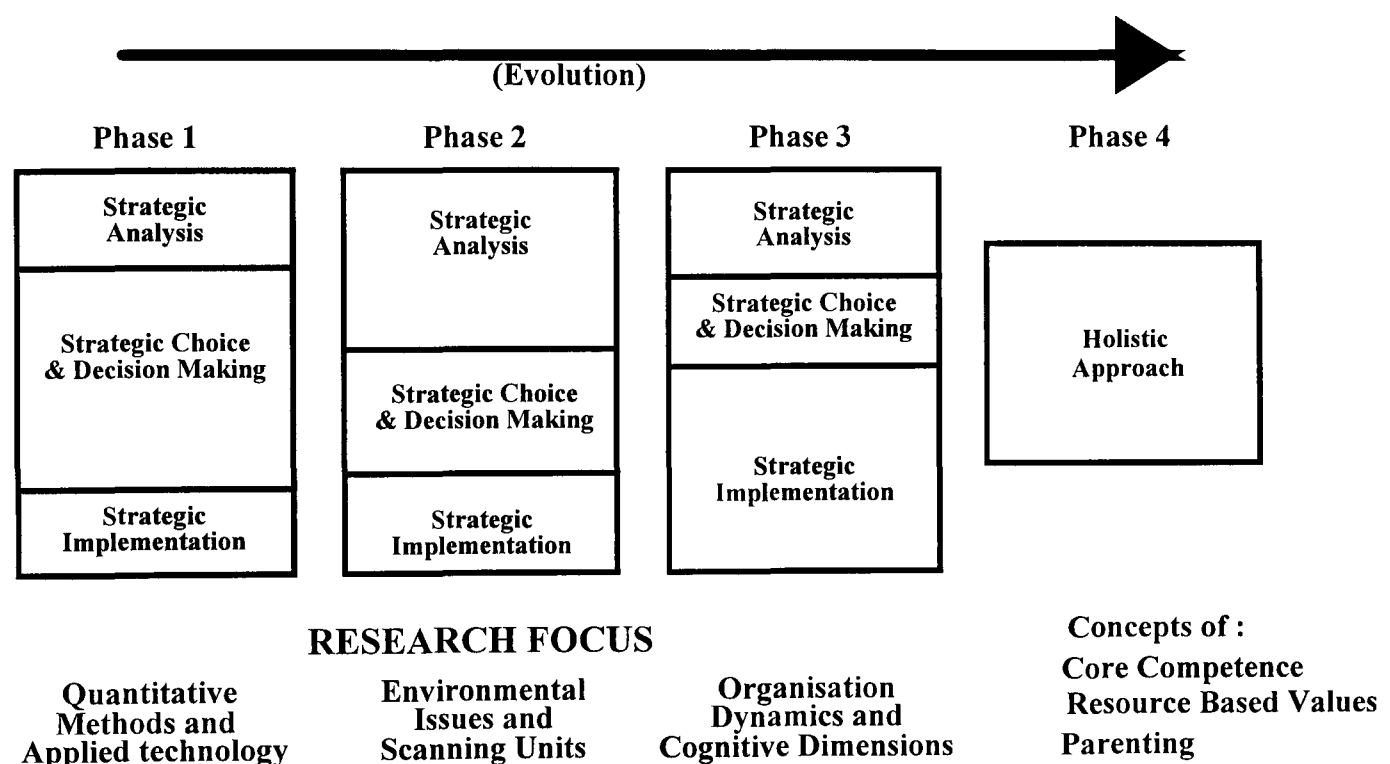 (Evolution)
Phase 1
Phase 2
Phase 3
Phase 4
Strategic
Analysis
Strategic Choice
& Decision Making
Strategic
Implementation
Strategic
Analysis
Strategic Choice
& Decision Making
Strategic
Implementation
Strategic
Analysis
Strategic Choice
& Decision Making
Strategic
Implementation
Holistic
Approach
RESEARCH FOCUS
Quantitative
Methods and
Applied technology
Environmental
Issues and
Scanning Units
Organisation
Dynamics and
Cognitive Dimensions
Concepts of :
Core Competence
Resource Based Values
Parenting